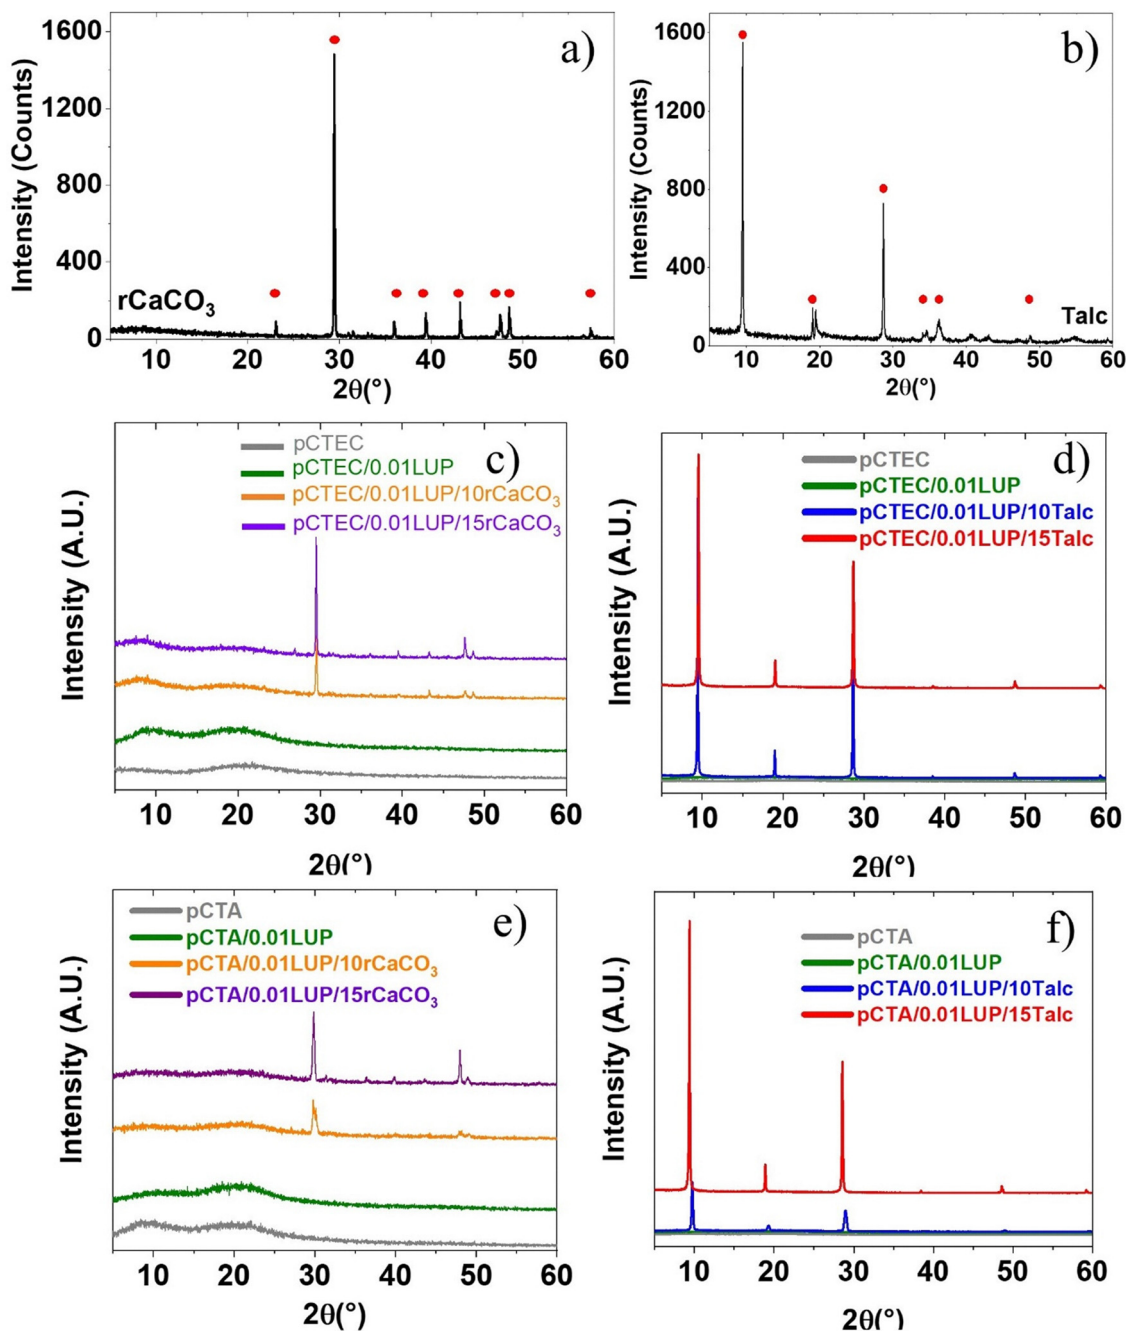 a)
Intensity (Counts)
1600
1200
800
400
0
rCaCO₃
10 20 30 40 50 60
2θ(°)
b)
Intensity (Counts)
1600
1200
800
400
0
Talc
10 20 30 40 50 60
2θ(°)
c)
pCTEC
pCTEC/0.01LUP
pCTEC/0.01LUP/10rCaCO₃
pCTEC/0.01LUP/15rCaCO₃
Intensity (A.U.)
10 20 30 40 50 60
2θ(°)
d)
pCTEC
pCTEC/0.01LUP
pCTEC/0.01LUP/10Talc
pCTEC/0.01LUP/15Talc
Intensity (A.U.)
10 20 30 40 50 60
2θ(°)
e)
pCTA
pCTA/0.01LUP
pCTA/0.01LUP/10rCaCO₃
pCTA/0.01LUP/15rCaCO₃
Intensity (A.U.)
10 20 30 40 50 60
2θ(°)
f)
pCTA
pCTA/0.01LUP
pCTA/0.01LUP/10Talc
pCTA/0.01LUP/15Talc
Intensity (A.U.)
10 20 30 40 50 60
2θ(°)